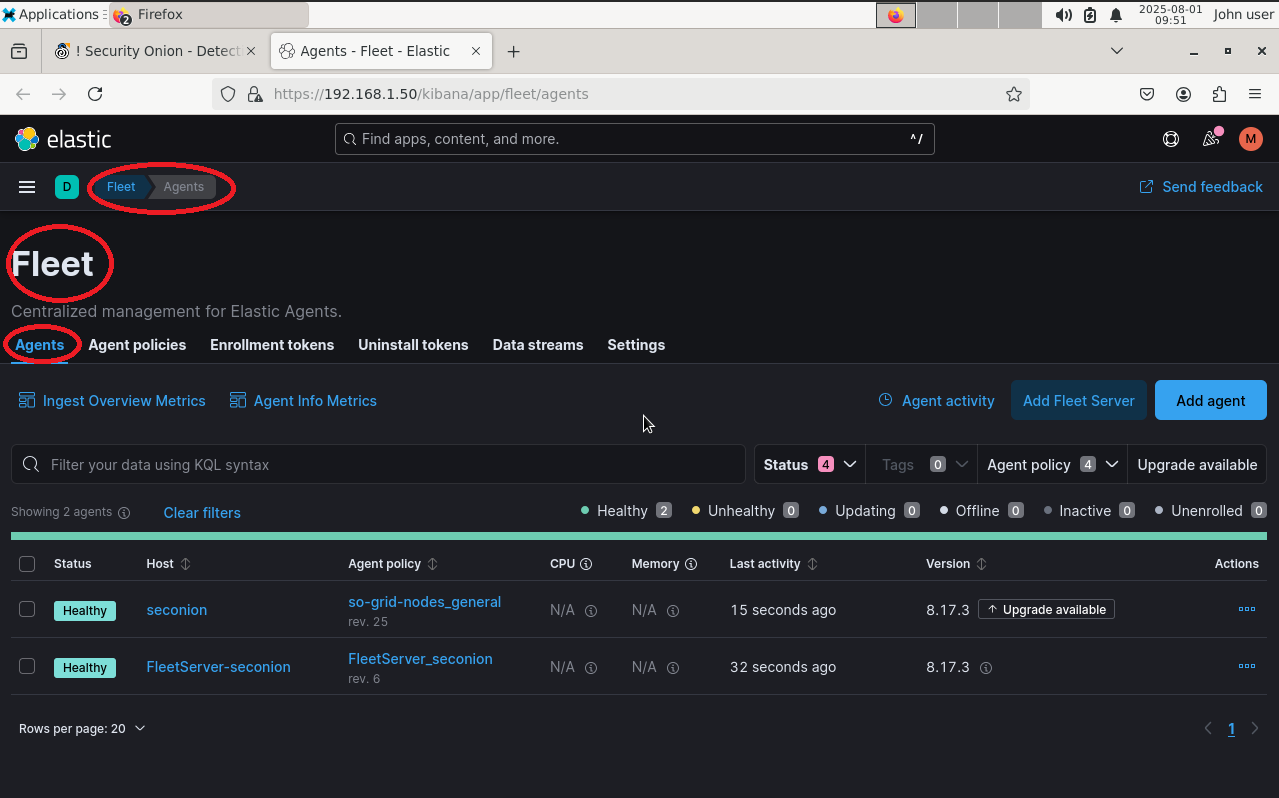 Applications
2 Firefox
2025-08-01
09:51
John user
! Security Onion - Detect
Agents - Fleet - Elastic
https://192.168.1.50/kibana/app/fleet/agents
elastic
Find apps, content, and more.
^/
M
D
Fleet
Agents
Send feedback
Fleet
Centralized management for Elastic Agents.
Agents Agent policies Enrollment tokens Uninstall tokens Data streams Settings
Ingest Overview Metrics Agent Info Metrics Agent activity Add Fleet Server Add agent
Filter your data using KQL syntax Status 4 Tags 0 Agent policy 4 Upgrade available
Showing 2 agents Clear filters Healthy 2 Unhealthy 0 Updating 0 Offline 0 Inactive 0 Unenrolled 0
Status Host Agent policy CPU Memory Last activity Version Actions
Healthy seconion so-grid-nodes_general N/A N/A 15 seconds ago 8.17.3 Upgrade available
rev. 25
Healthy FleetServer-seconion FleetServer_seconion N/A N/A 32 seconds ago 8.17.3
rev. 6
Rows per page: 20 1